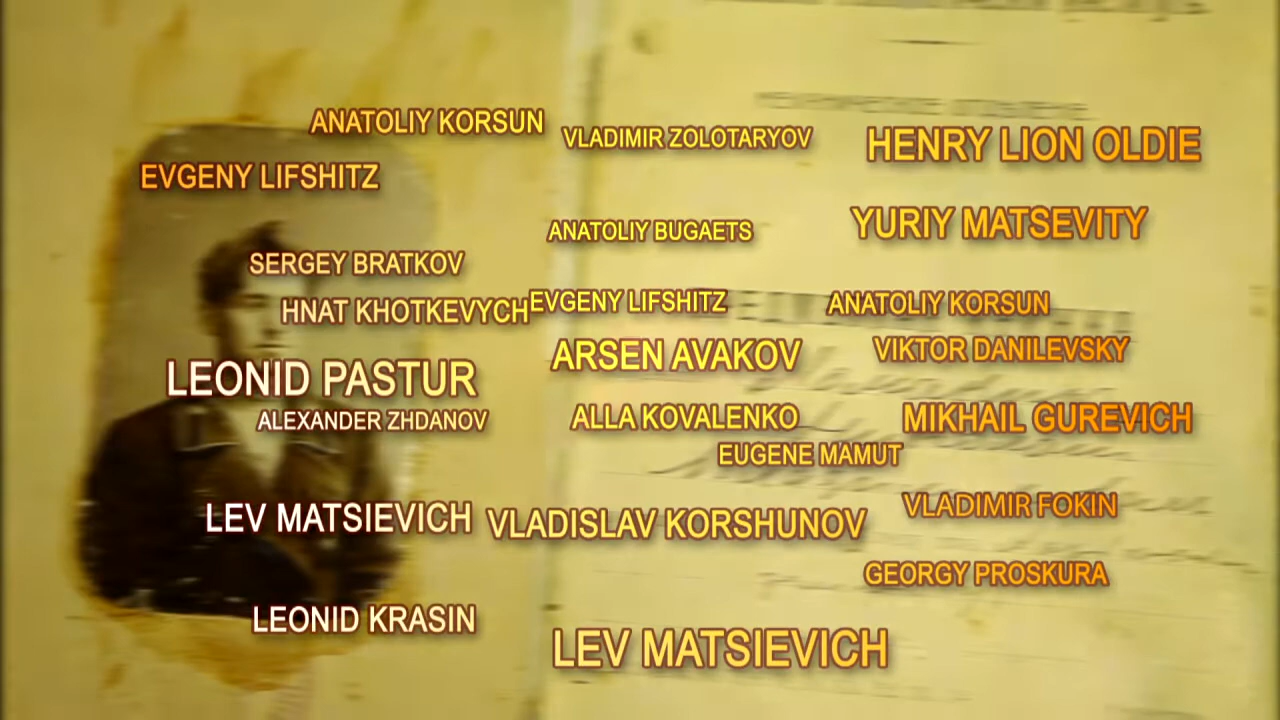 ANATOLIY KORSUN
VLADIMIR ZOLOTARYOV
HENRY LION OLDIE
EVGENY LIFSHITZ
ANATOLIY BUGAETS
YURIY MATSEVITY
SERGEY BRATKOV
HNAT KHOTKEVYCH
EVGENY LIFSHITZ
ANATOLIY KORSUN
ARSEN AVAKOV
VIKTOR DANILEVSKY
LEONID PASTUR
ALEXANDER ZHDANOV
ALLA KOVALENKO
MIKHAIL GUREVICH
EUGENE MAMUT
LEV MATSIEVICH
VLADISLAV KORSHUNOV
VLADIMIR FOKIN
GEORGY PROSKURA
LEONID KRASIN
LEV MATSIEVICH